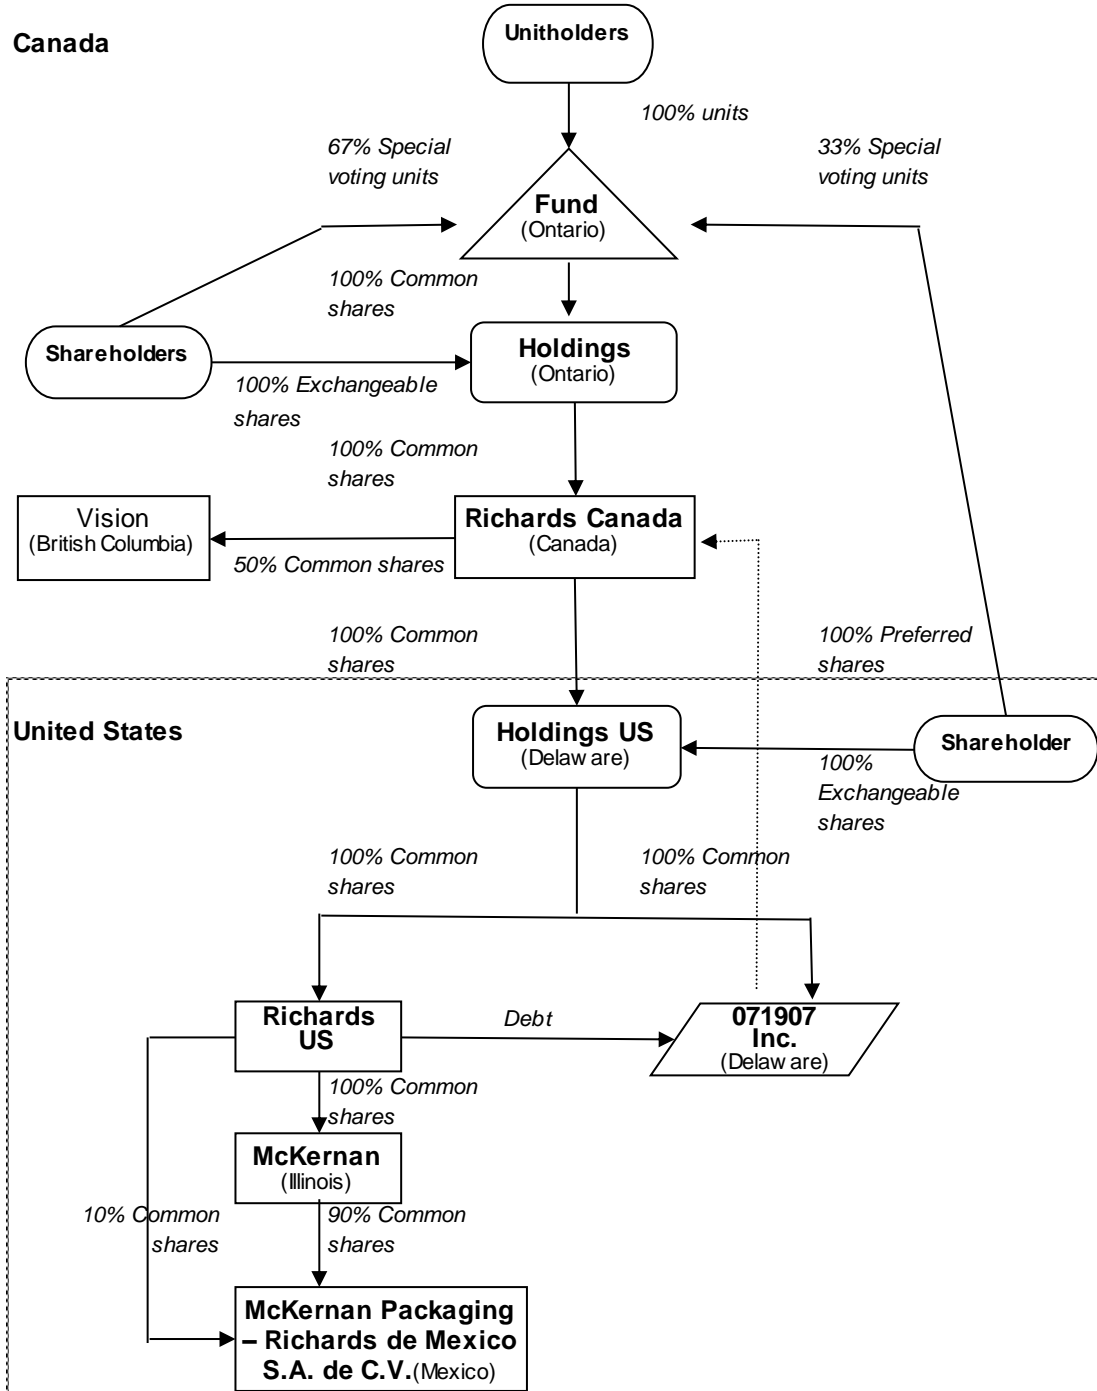 Unitholders
Canada
100% units
67% Special
voting units
33% Special
voting units
Fund
(Ontario)
100% Common
shares
Shareholders
Holdings
(Ontario)
100% Exchangeable
shares
100% Common
shares
Vision
(British Columbia)
Richards Canada
(Canada)
50% Common shares
100% Common
shares
100% Preferred
shares
United States
Holdings US
(Delaware)
Shareholder
100%
Exchangeable
shares
100% Common
shares
100% Common
shares
Richards
US
Debt
071907
Inc.
(Delaware)
100% Common
shares
McKernan
(Illinois)
10% Common
shares
90% Common
shares
McKernan Packaging
– Richards de Mexico
S.A. de C.V.(Mexico)